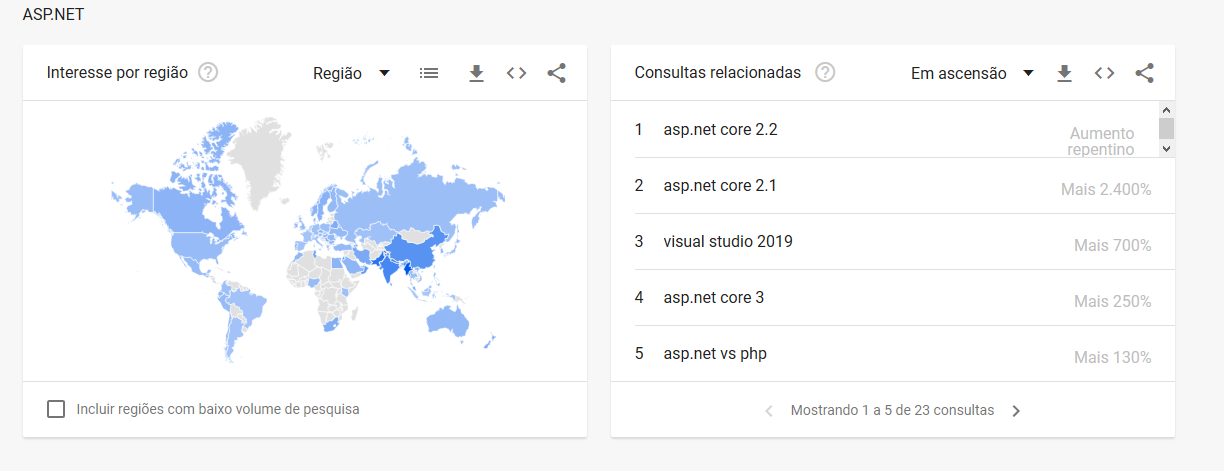 ASP.NET
Interesse por região
Região
Consultas relacionadas
Em ascensão
1 asp.net core 2.2 Aumento
repentino
2 asp.net core 2.1 Mais 2.400%
3 visual studio 2019 Mais 700%
4 asp.net core 3 Mais 250%
5 asp.net vs php Mais 130%
Incluir regiões com baixo volume de pesquisa
Mostrando 1 a 5 de 23 consultas